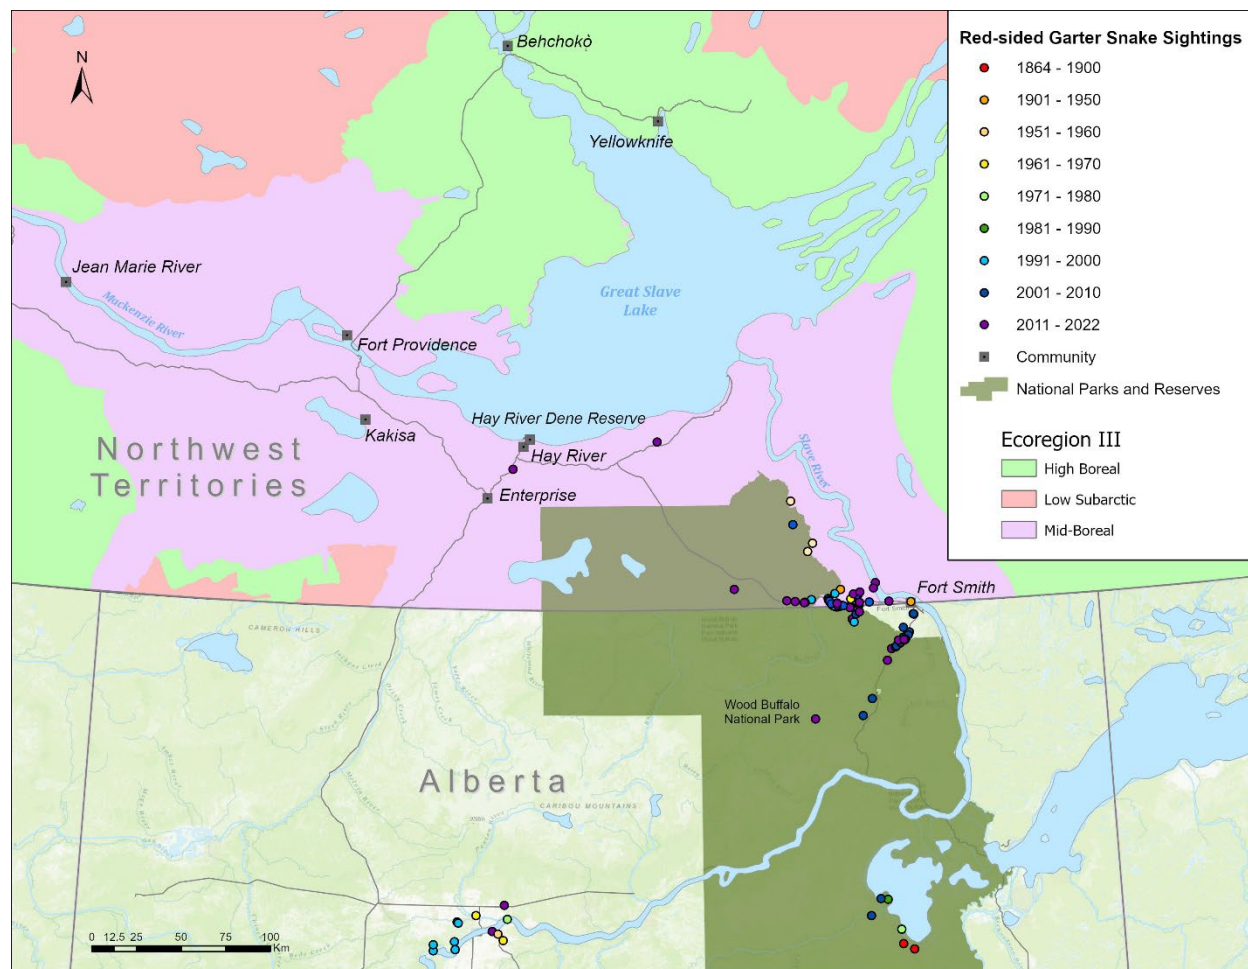 N
Behchokǫ̀
Yellowknife
Jean Marie River
Mackenzie River
Great Slave
Lake
Fort Providence
Hay River Dene Reserve
Kakisa
Hay River
Northwest
Territories
Enterprise
Slave River
Fort Smith
Fort Smith
CAMERON HILLS
Wood Buffalo
National Park
Alberta
CARIBOU MOUNTAINS
0 12.5 25 50 75 100
Km
Red-sided Garter Snake Sightings
1864 - 1900
1901 - 1950
1951 - 1960
1961 - 1970
1971 - 1980
1981 - 1990
1991 - 2000
2001 - 2010
2011 - 2022
Community
National Parks and Reserves
Ecoregion III
High Boreal
Low Subarctic
Mid-Boreal